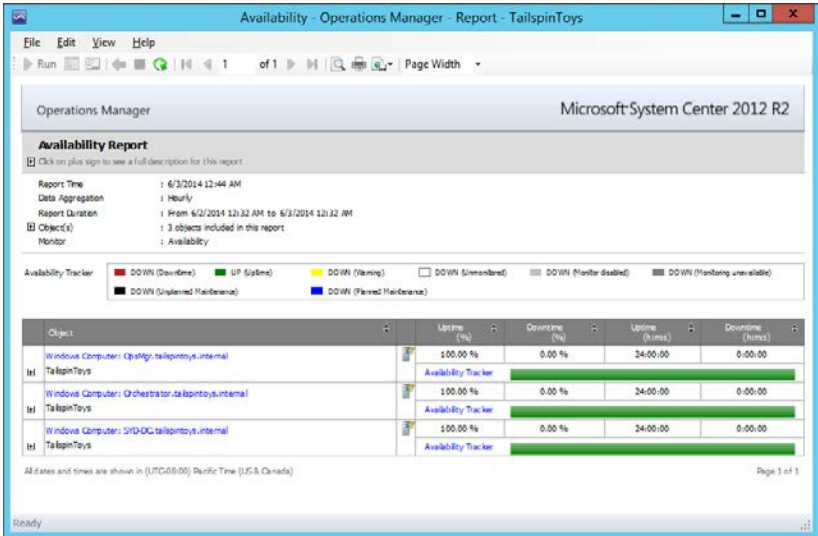 Availability - Operations Manager - Report - TailspinToys
File Edit View Help
Run 1 of 1 Page Width
Operations Manager Microsoft System Center 2012 R2
Availability Report
Click on plus sign to see a full description for this report
Report Time : 6/3/2014 12:44 AM
Data Aggregation : Hourly
Report Duration : From 6/2/2014 12:32 AM to 6/3/2014 12:32 AM
Object(s) : 3 objects included in this report
Monitor : Availability
Availability Tracker DOWN (Downtime) UP (Uptime) DOWN (Warning) DOWN (Unmonitored) DOWN (Monitor disabled) DOWN (Monitoring unavailable)
DOWN (Unplanned Maintenance) DOWN (Planned Maintenance)
Object Uptime (%) Downtime (%) Uptime (h:m:s) Downtime (h:m:s)
Windows Computer: OpsMgr.tailspintoys.internal 100.00 % 0.00 % 24:00:00 0:00:00
TailspinToys Availability Tracker
Windows Computer: Orchestrator.tailspintoys.internal 100.00 % 0.00 % 24:00:00 0:00:00
TailspinToys Availability Tracker
Windows Computer: SYD-DC.tailspintoys.internal 100.00 % 0.00 % 24:00:00 0:00:00
TailspinToys Availability Tracker
All dates and times are shown in (UTC-08:00) Pacific Time (US & Canada) Page 1 of 1
Ready